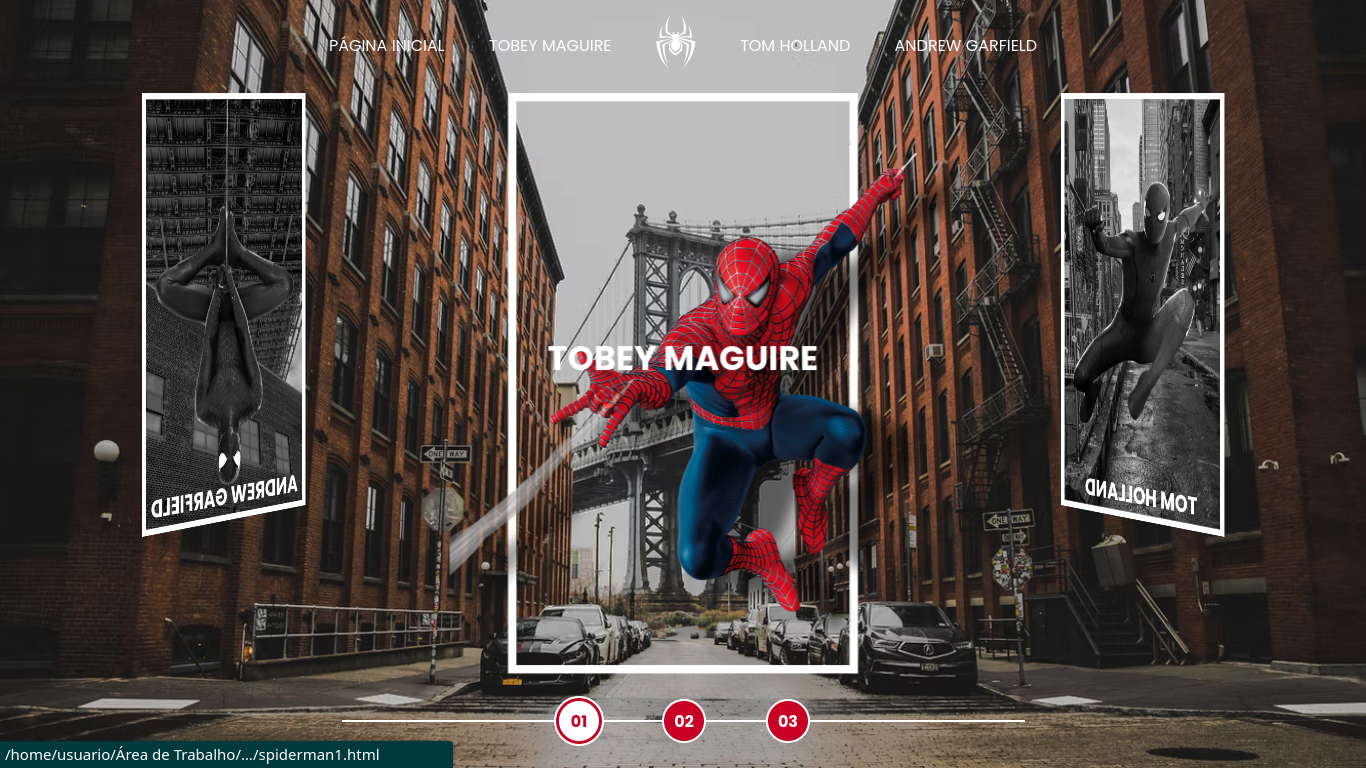 PÁGINA INICIAL TOBEY MAGUIRE TOM HOLLAND ANDREW GARFIELD
TOBEY MAGUIRE
ONE WAY
ANDREW GARFIELD
TOM HOLLAND
ONE WAY
01 02 03
/home/usuario/Área de Trabalho/.../spiderman1.html